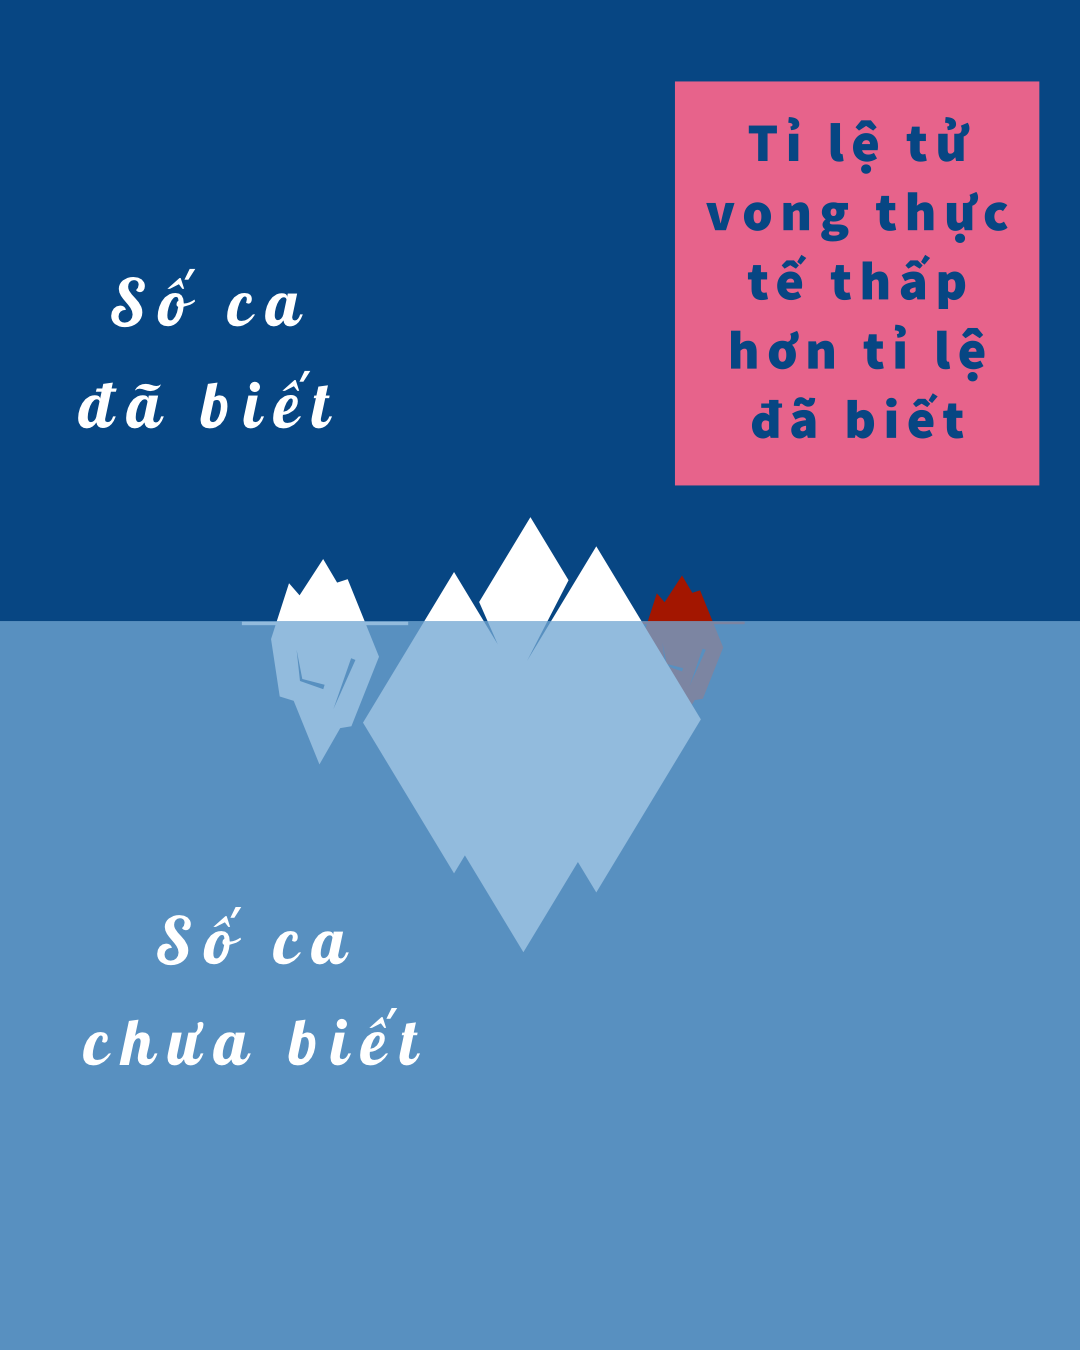 Tỉ lệ tử
vong thực
tế thấp
hơn tỉ lệ
đã biết
Số ca
đã biết
Số ca
chưa biết